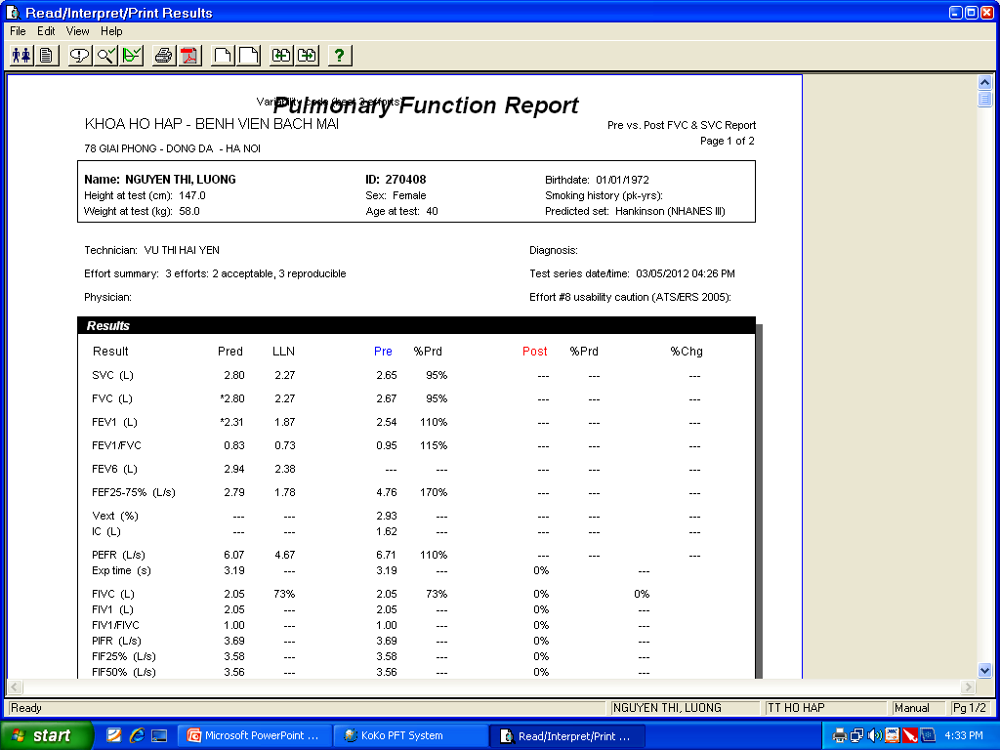 Read/Interpret/Print Results
File Edit View Help
Variability code (best 3 efforts)
Pulmonary Function Report
KHOA HO HAP - BENH VIEN BACH MAI
Pre vs. Post FVC & SVC Report
Page 1 of 2
78 GIAI PHONG - DONG DA - HA NOI
Name: NGUYEN THI, LUONG ID: 270408 Birthdate: 01/01/1972
Height at test (cm): 147.0 Sex: Female Smoking history (pk-yrs):
Weight at test (kg): 58.0 Age at test: 40 Predicted set: Hankinson (NHANES III)
Technician: VU THI HAI YEN Diagnosis:
Effort summary: 3 efforts: 2 acceptable, 3 reproducible Test series date/time: 03/05/2012 04:26 PM
Physician: Effort #8 usability caution (ATS/ERS 2005):
Results
Result Pred LLN Pre %Prd Post %Prd %Chg
SVC (L) 2.80 2.27 2.65 95% --- --- ---
FVC (L) *2.80 2.27 2.67 95% --- --- ---
FEV1 (L) *2.31 1.87 2.54 110% --- --- ---
FEV1/FVC 0.83 0.73 0.95 115% --- --- ---
FEV6 (L) 2.94 2.38 --- --- --- --- ---
FEF25-75% (L/s) 2.79 1.78 4.76 170% --- --- ---
Vext (%) --- --- 2.93 --- --- --- ---
IC (L) --- --- 1.62 --- --- --- ---
PEFR (L/s) 6.07 4.67 6.71 110% --- --- ---
Exp time (s) 3.19 --- 3.19 --- 0% ---
FIVC (L) 2.05 73% 2.05 73% 0% 0%
FIV1 (L) 2.05 --- 2.05 --- 0% ---
FIV1/FIVC 1.00 --- 1.00 --- 0% ---
PIFR (L/s) 3.69 --- 3.69 --- 0% ---
FIF25% (L/s) 3.58 --- 3.58 --- 0% ---
FIF50% (L/s) 3.56 --- 3.56 --- 0% ---
Ready NGUYEN THI, LUONG TT HO HAP Manual Pg 1/2
start Microsoft PowerPoint ... KoKo PFT System Read/Interpret/Print ... 4:33 PM